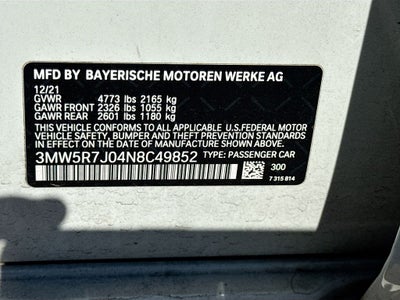 MFD BY BAYERISCHE MOTOREN WERKE AG
12/21
GVWR 4773 lbs 2165 kg
GAWR FRONT 2326 lbs 1055 kg
GAWR REAR 2601 lbs 1180 kg
THIS VEHICLE CONFORMS TO ALL APPLICABLE U.S.FEDERAL MOTOR
VEHICLE SAFETY, BUMPER, AND THEFT PREVENTION STANDARDS
IN EFFECT ON THE DATE OF MANUFACTURE SHOWN ABOVE.
3MW5R7J04N8C49852 TYPE: PASSENGER CAR
300
7 315 814